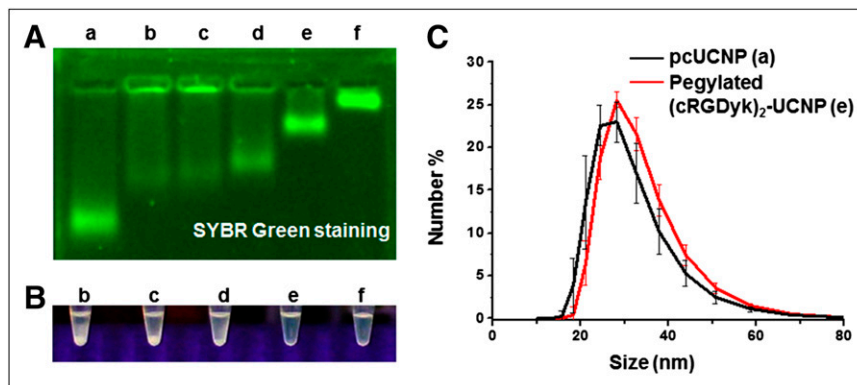 A
a b c d e f
SYBR Green staining
B
b c d e f
C
pcUCNP (a)
Pegylated
(cRGDyk)2-UCNP (e)
Number %
30
25
20
15
10
5
0
0 20 40 60 80
Size (nm)